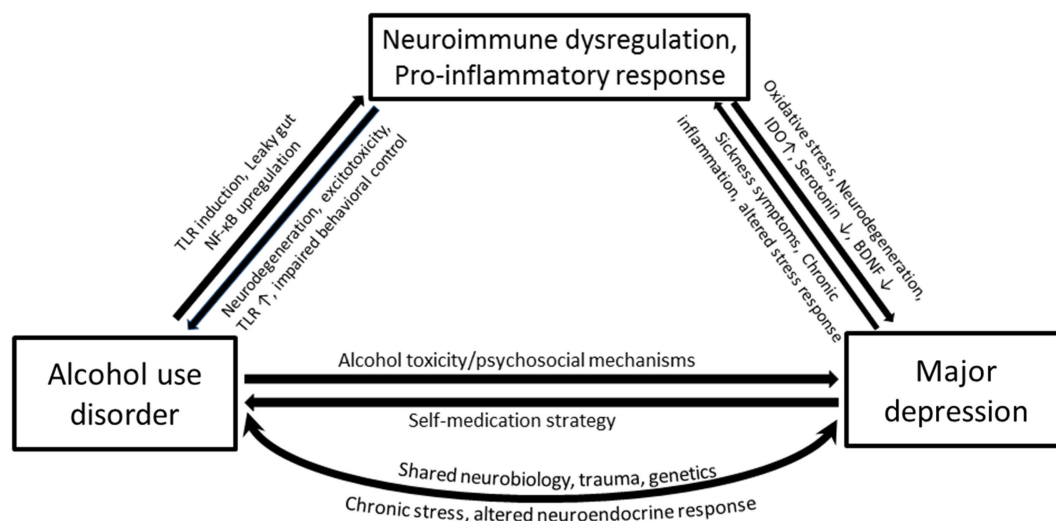 Neuroimmune dysregulation,
Pro-inflammatory response
TLR induction, Leaky gut
NF-κB upregulation
Neurodegeneration, excitotoxicity,
TLR ↑, impaired behavioral control
Oxidative stress, Neurodegeneration,
IDO↑, Serotonin ↓, BDNF ↓
Sickness symptoms, Chronic
inflammation, altered stress response
Alcohol use
disorder
Alcohol toxicity/psychosocial mechanisms
Self-medication strategy
Major
depression
Shared neurobiology, trauma, genetics
Chronic stress, altered neuroendocrine response